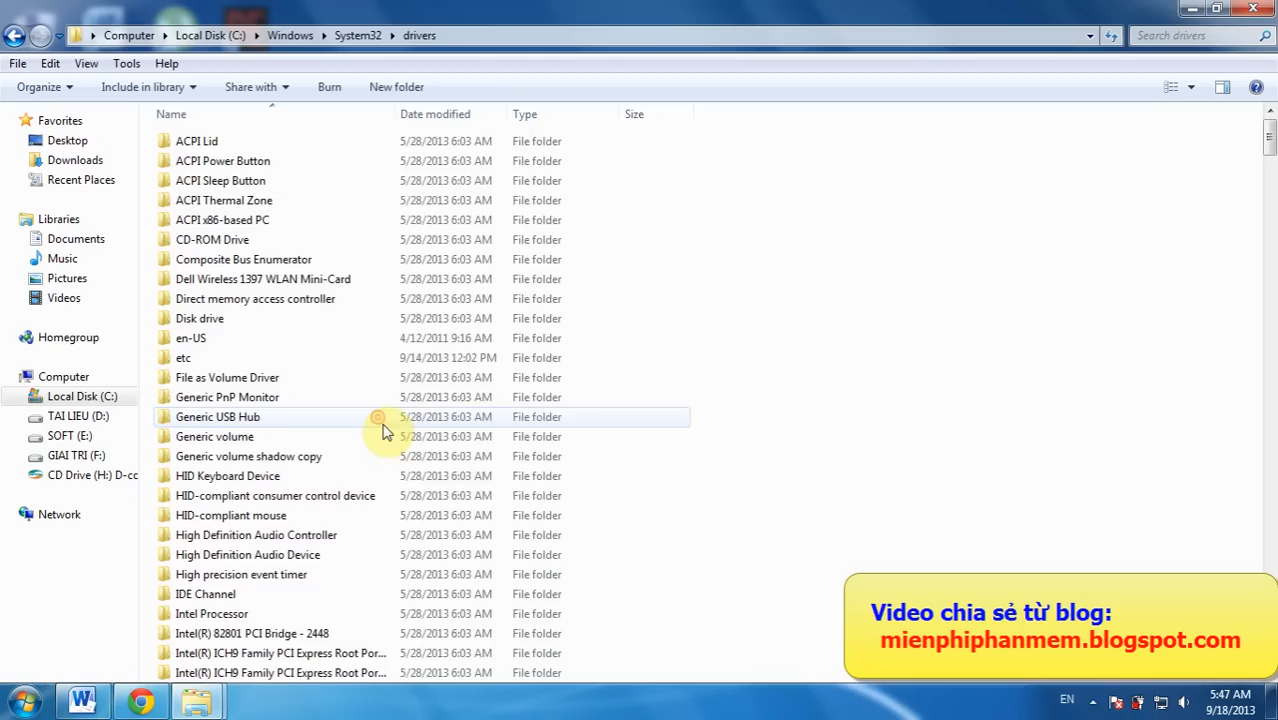 Computer Local Disk (C:) Windows System32 drivers Search drivers
File Edit View Tools Help
Organize Include in library Share with Burn New folder
Name Date modified Type Size
Favorites
Desktop
Downloads
Recent Places
Libraries
Documents
Music
Pictures
Videos
Homegroup
Computer
Local Disk (C:)
TAI LIEU (D:)
SOFT (E:)
GIAI TRI (F:)
CD Drive (H:) D-cc
Network
ACPI Lid 5/28/2013 6:03 AM File folder
ACPI Power Button 5/28/2013 6:03 AM File folder
ACPI Sleep Button 5/28/2013 6:03 AM File folder
ACPI Thermal Zone 5/28/2013 6:03 AM File folder
ACPI x86-based PC 5/28/2013 6:03 AM File folder
CD-ROM Drive 5/28/2013 6:03 AM File folder
Composite Bus Enumerator 5/28/2013 6:03 AM File folder
Dell Wireless 1397 WLAN Mini-Card 5/28/2013 6:03 AM File folder
Direct memory access controller 5/28/2013 6:03 AM File folder
Disk drive 5/28/2013 6:03 AM File folder
en-US 4/12/2011 9:16 AM File folder
etc 9/14/2013 12:02 PM File folder
File as Volume Driver 5/28/2013 6:03 AM File folder
Generic PnP Monitor 5/28/2013 6:03 AM File folder
Generic USB Hub 5/28/2013 6:03 AM File folder
Generic volume 5/28/2013 6:03 AM File folder
Generic volume shadow copy 5/28/2013 6:03 AM File folder
HID Keyboard Device 5/28/2013 6:03 AM File folder
HID-compliant consumer control device 5/28/2013 6:03 AM File folder
HID-compliant mouse 5/28/2013 6:03 AM File folder
High Definition Audio Controller 5/28/2013 6:03 AM File folder
High Definition Audio Device 5/28/2013 6:03 AM File folder
High precision event timer 5/28/2013 6:03 AM File folder
IDE Channel 5/28/2013 6:03 AM File folder
Intel Processor 5/28/2013 6:03 AM File folder
Intel(R) 82801 PCI Bridge - 2448 5/28/2013 6:03 AM File folder
Intel(R) ICH9 Family PCI Express Root Por... 5/28/2013 6:03 AM File folder
Intel(R) ICH9 Family PCI Express Root Por... 5/28/2013 6:03 AM File folder
Video chia sẻ từ blog:
mienphiphanmem.blogspot.com
EN
5:47 AM
9/18/2013